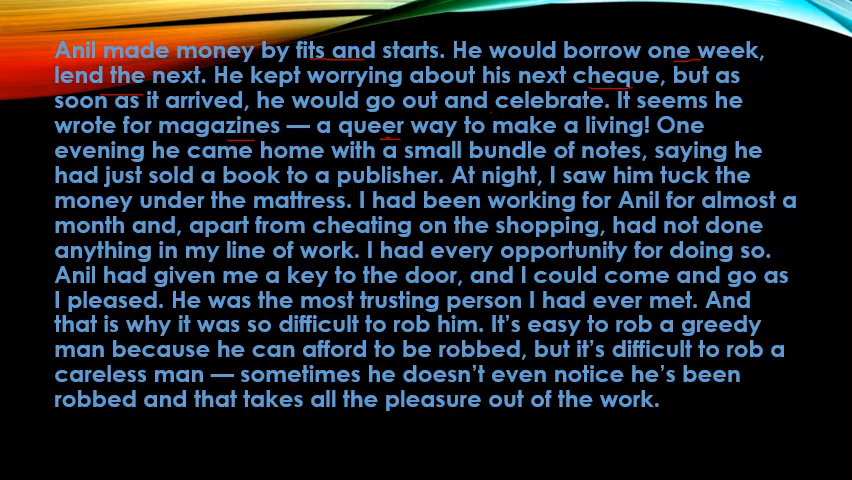 Anil made money by fits and starts. He would borrow one week,
lend the next. He kept worrying about his next cheque, but as
soon as it arrived, he would go out and celebrate. It seems he
wrote for magazines — a queer way to make a living! One
evening he came home with a small bundle of notes, saying he
had just sold a book to a publisher. At night, I saw him tuck the
money under the mattress. I had been working for Anil for almost a
month and, apart from cheating on the shopping, had not done
anything in my line of work. I had every opportunity for doing so.
Anil had given me a key to the door, and I could come and go as
I pleased. He was the most trusting person I had ever met. And
that is why it was so difficult to rob him. It’s easy to rob a greedy
man because he can afford to be robbed, but it’s difficult to rob a
careless man — sometimes he doesn’t even notice he’s been
robbed and that takes all the pleasure out of the work.